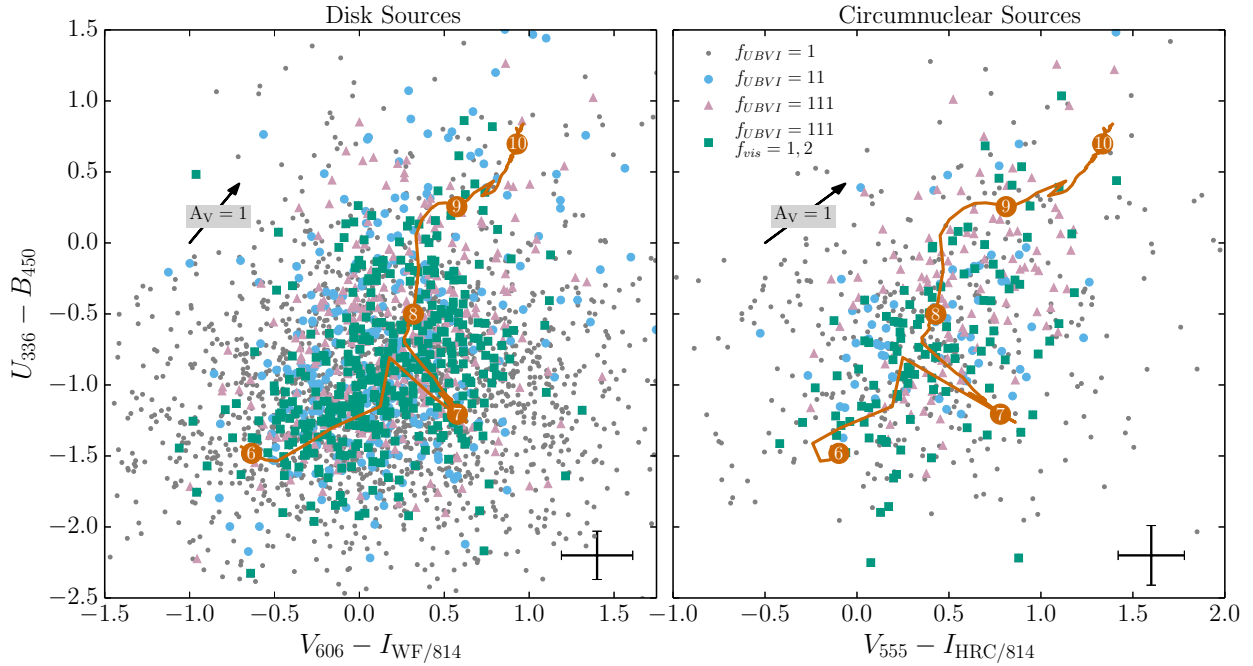 Disk Sources
Circumnuclear Sources
1.5
1.0
0.5
0.0
−0.5
−1.0
−1.5
−2.0
−2.5
U336 − B450
AV = 1
10
9
8
7
6
−1.5
−1.0
−0.5
0.0
0.5
1.0
1.5
V606 − IWF/814
fUBVI = 1
fUBVI = 11
fUBVI = 111
fUBVI = 111
fvis = 1, 2
AV = 1
10
9
8
7
6
−1.0
−0.5
0.0
0.5
1.0
1.5
2.0
V555 − IHRC/814